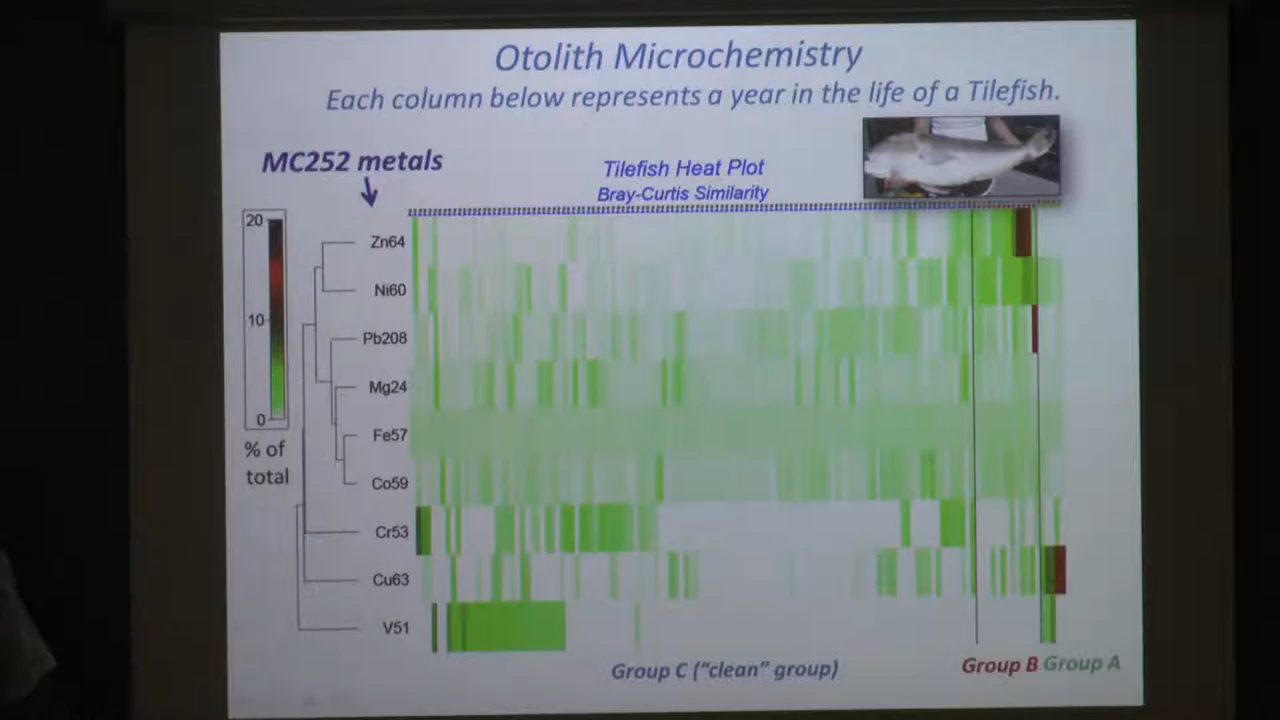 Otolith Microchemistry
Each column below represents a year in the life of a Tilefish.
MC252 metals
Tilefish Heat Plot
Bray-Curtis Similarity
20
10
0
% of
total
Zn64
Ni60
Pb208
Mg24
Fe57
Co59
Cr53
Cu63
V51
Group C ("clean" group)
Group B
Group A